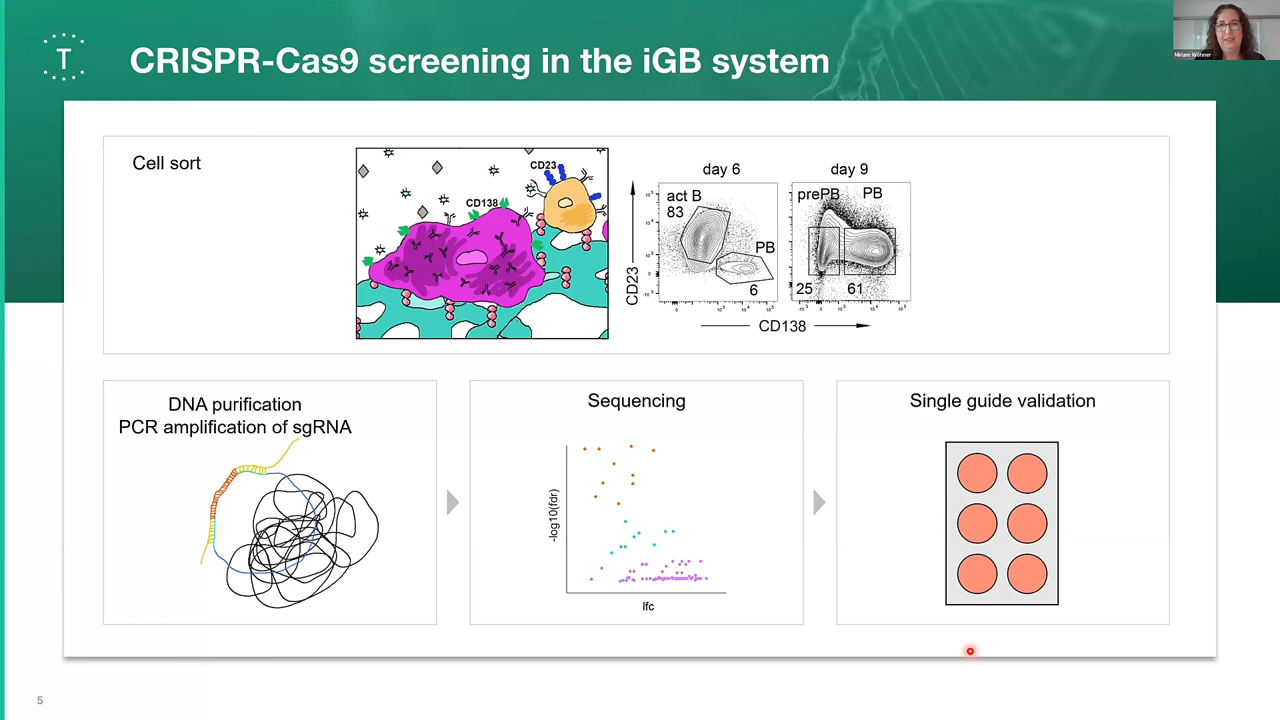 T
CRISPR-Cas9 screening in the iGB system
Miriam Wöhner
Cell sort
CD23
CD138
day 6
day 9
act B
83
PB
6
prePB
PB
25
61
CD23
CD138
DNA purification
PCR amplification of sgRNA
Sequencing
-log10(fdr)
lfc
Single guide validation
5